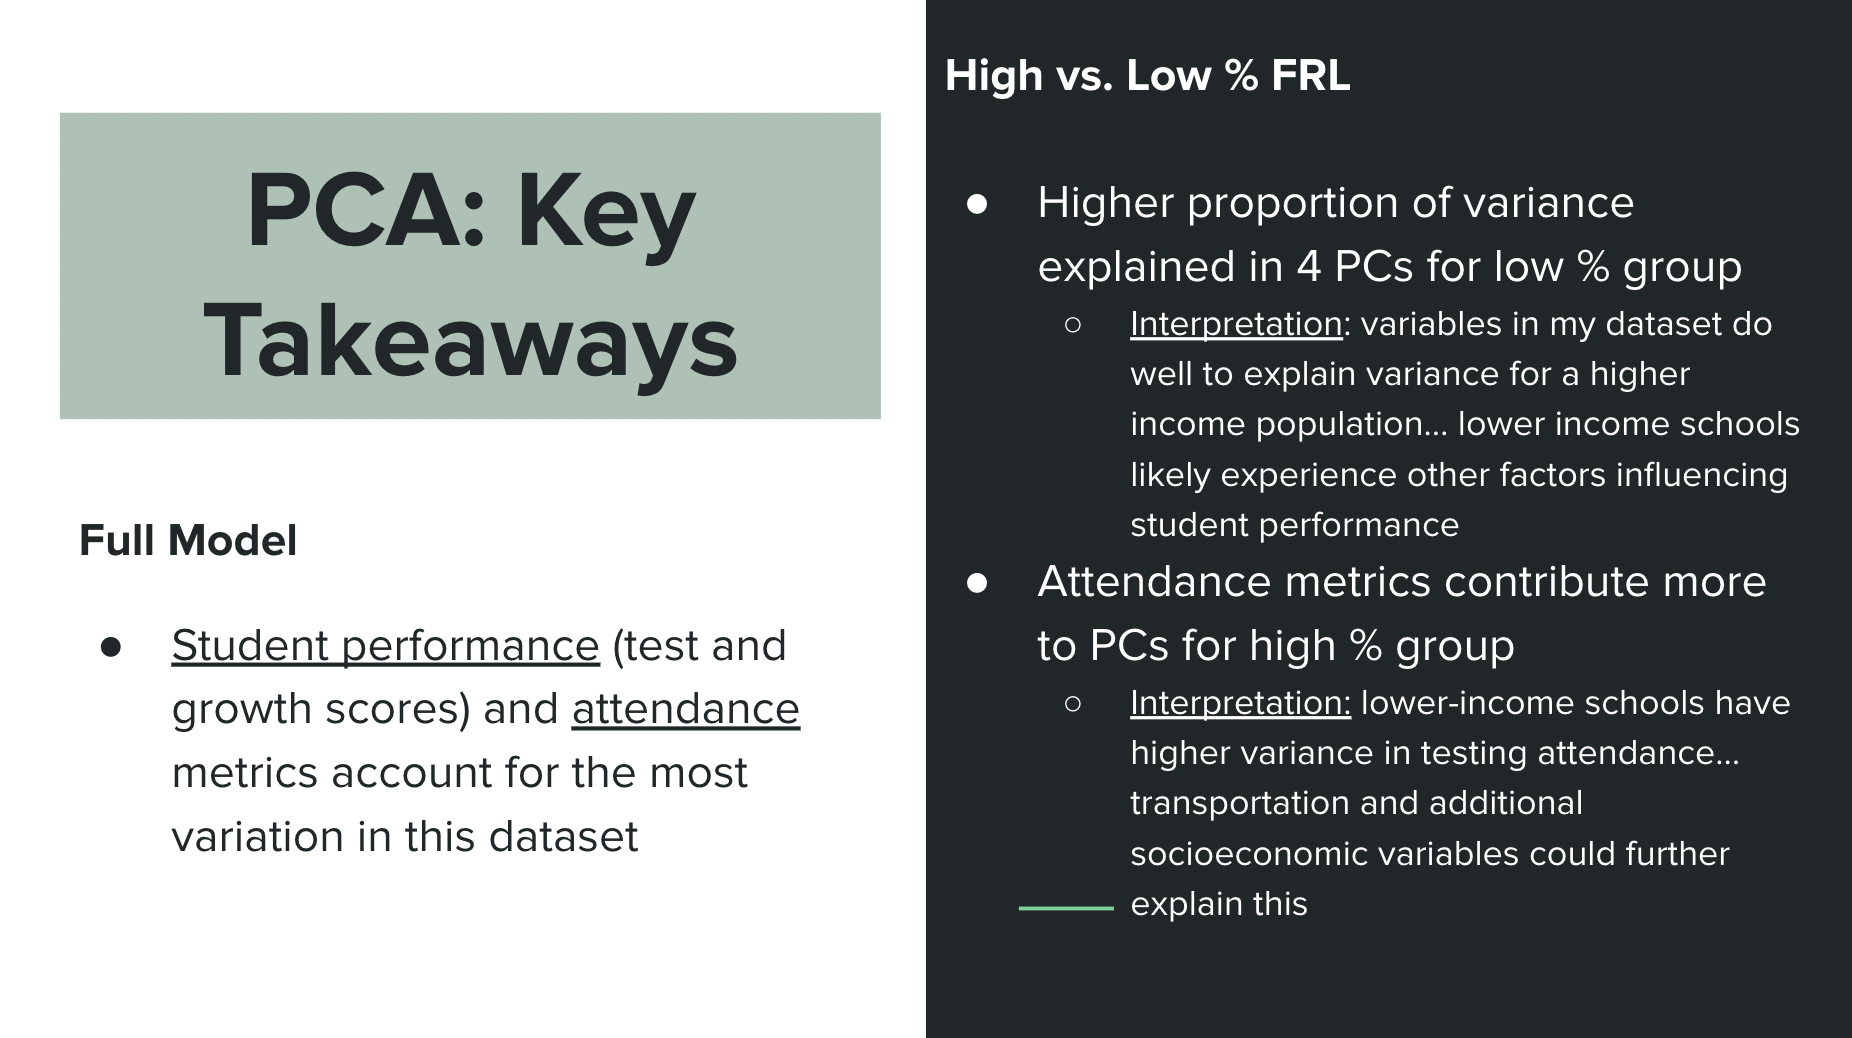 PCA: Key
Takeaways
Full Model
● Student performance (test and
growth scores) and attendance
metrics account for the most
variation in this dataset
High vs. Low % FRL
● Higher proportion of variance
explained in 4 PCs for low % group
○ Interpretation: variables in my dataset do
well to explain variance for a higher
income population... lower income schools
likely experience other factors influencing
student performance
● Attendance metrics contribute more
to PCs for high % group
○ Interpretation: lower-income schools have
higher variance in testing attendance...
transportation and additional
socioeconomic variables could further
explain this